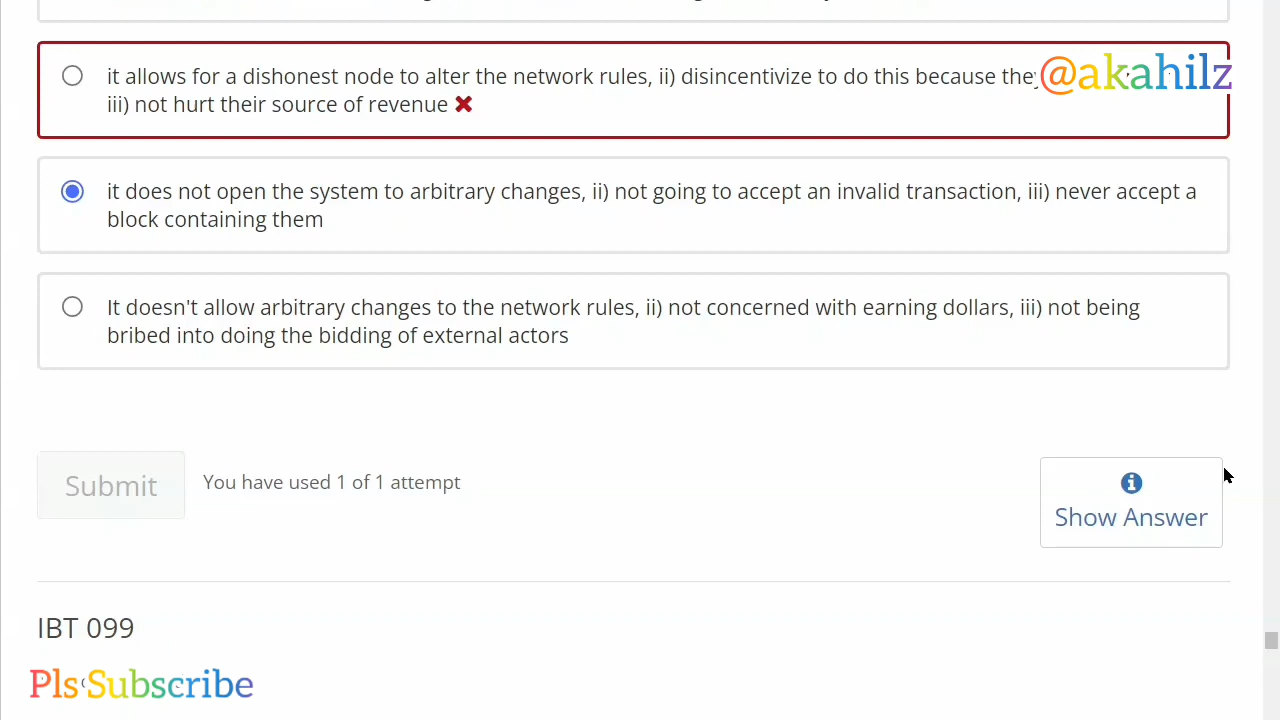 it allows for a dishonest node to alter the network rules, ii) disincentivize to do this because they
@akahilz
iii) not hurt their source of revenue
it does not open the system to arbitrary changes, ii) not going to accept an invalid transaction, iii) never accept a
block containing them
It doesn't allow arbitrary changes to the network rules, ii) not concerned with earning dollars, iii) not being
bribed into doing the bidding of external actors
Submit
You have used 1 of 1 attempt
Show Answer
IBT 099
Pls Subscribe